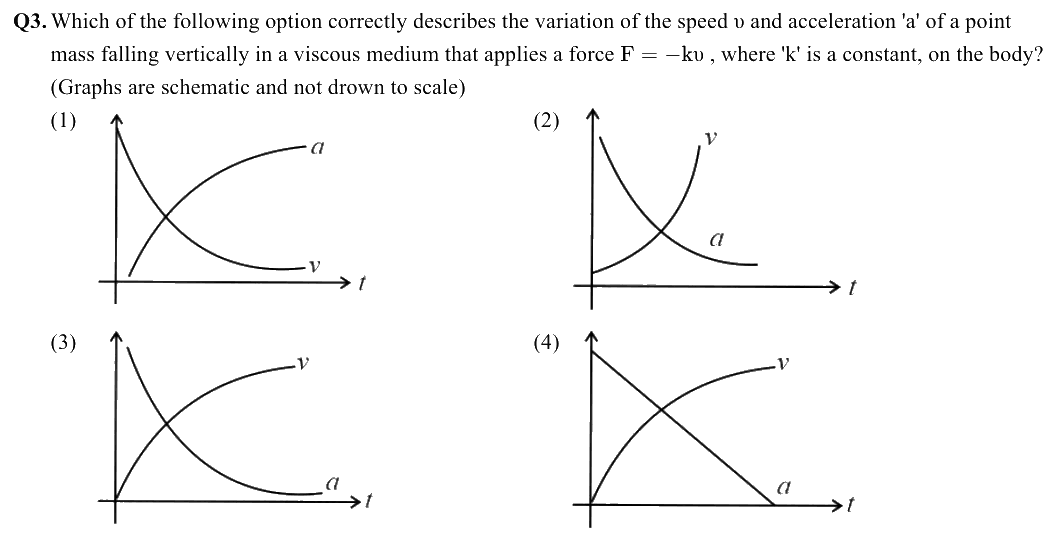 Q3. Which of the following option correctly describes the variation of the speed υ and acceleration 'a' of a point
mass falling vertically in a viscous medium that applies a force F = −kυ , where 'k' is a constant, on the body?
(Graphs are schematic and not drown to scale)
(1)
a
v
t
(2)
v
a
t
(3)
v
a
t
(4)
v
a
t